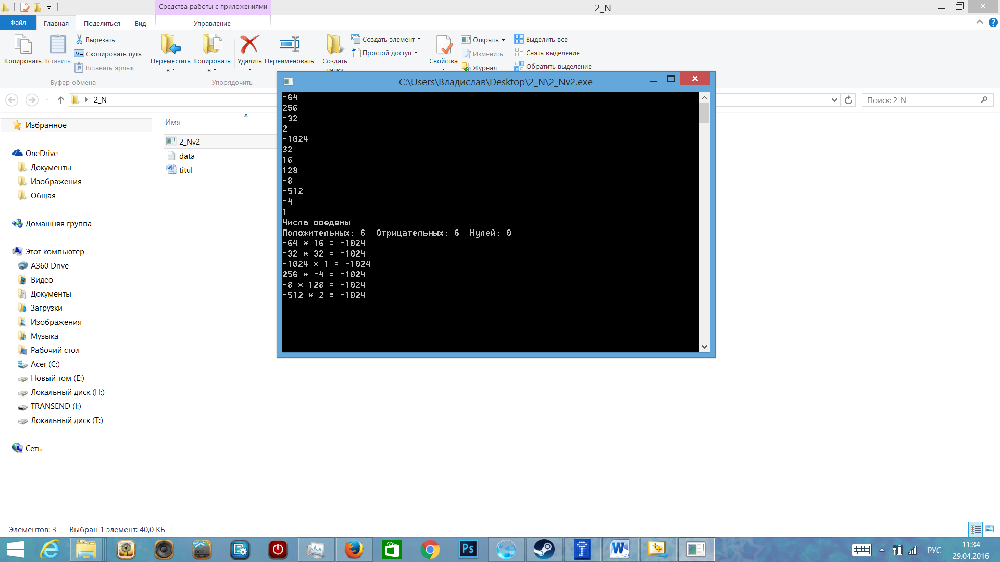 Средства работы с приложениями
2_N
Файл
Главная
Поделиться
Вид
Управление
Копировать
Вставить
Вырезать
Скопировать путь
Вставить ярлык
Буфер обмена
Переместить в
Копировать в
Удалить
Переименовать
Упорядочить
Создать папку
Создать элемент
Простой доступ
Свойства
Открыть
Изменить
Журнал
Выделить все
Снять выделение
Обратить выделение
2_N
Поиск: 2_N
Избранное
OneDrive
Документы
Изображения
Общая
Домашняя группа
Этот компьютер
A360 Drive
Видео
Документы
Загрузки
Изображения
Музыка
Рабочий стол
Acer (C:)
Новый том (E:)
Локальный диск (H:)
TRANSEND (I:)
Локальный диск (T:)
Сеть
Имя
2_Nv2
data
titul
C:\Users\Владислав\Desktop\2_N\2_Nv2.exe
-64
256
-32
2
-1024
32
16
128
-8
-512
-4
1
Числа введены
Положительных: 6  Отрицательных: 6  Нулей: 0
-64 * 16 = -1024
-32 * 32 = -1024
-1024 * 1 = -1024
256 * -4 = -1024
-8 * 128 = -1024
-512 * 2 = -1024
Элементов: 3
Выбран 1 элемент: 40,0 КБ
DOC
Ps
РУС
11:34
29.04.2016